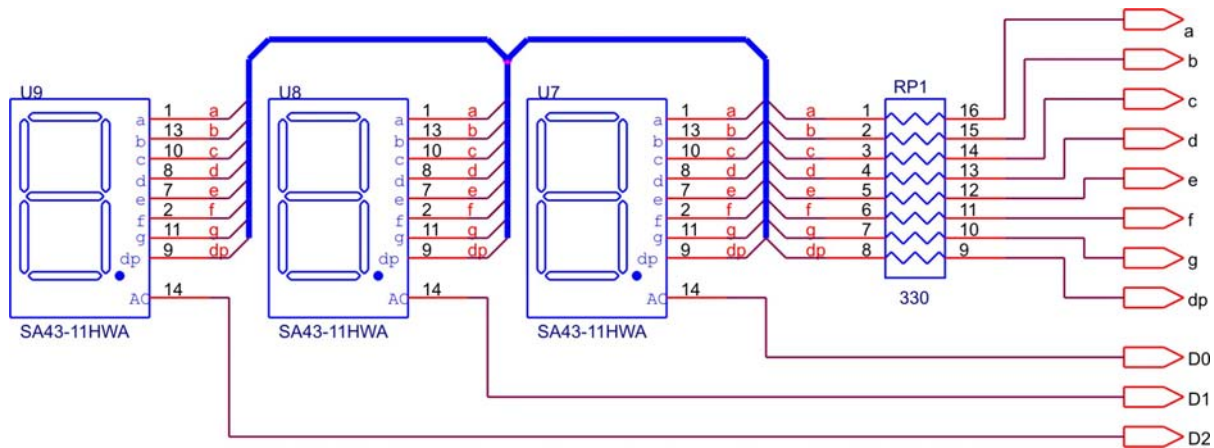 U9
1 a a
13 b b
10 c c
8 d d
7 e e
2 f f
11 g g
9 dp dp
14 AC
SA43-11HWA
U8
1 a a
13 b b
10 c c
8 d d
7 e e
2 f f
11 g g
9 dp dp
14 AC
SA43-11HWA
U7
1 a a
13 b b
10 c c
8 d d
7 e e
2 f f
11 g g
9 dp dp
14 AC
SA43-11HWA
RP1
a 1 16
b 2 15
c 3 14
d 4 13
e 5 12
f 6 11
g 7 10
dp 8 9
330
a
b
c
d
e
f
g
dp
D0
D1
D2